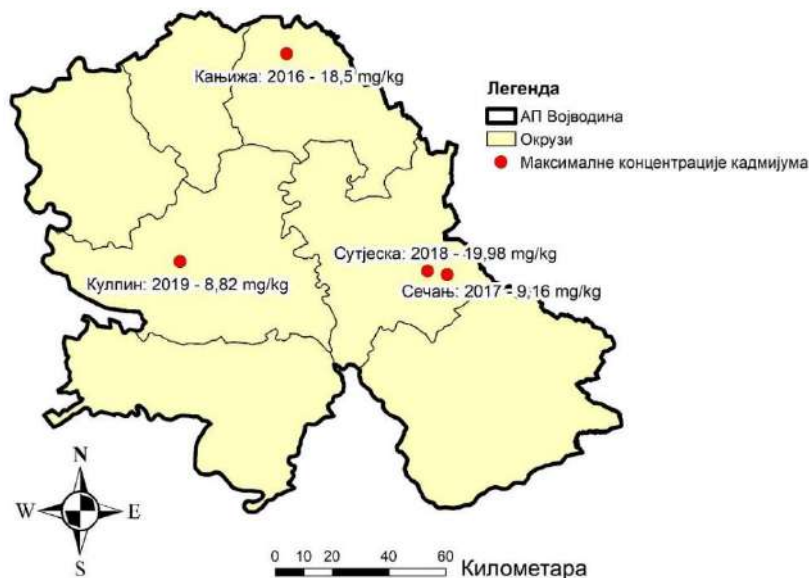 Кањижа: 2016 - 18,5 mg/kg
Легенда
АП Војводина
Окрузи
Максималне концентрације кадмијума
Сутјеска: 2018 - 19,98 mg/kg
Кулпин: 2019 - 8,82 mg/kg
Сечањ: 2017 - 9,16 mg/kg
N
W
E
S
0 10 20 40 60
Километара